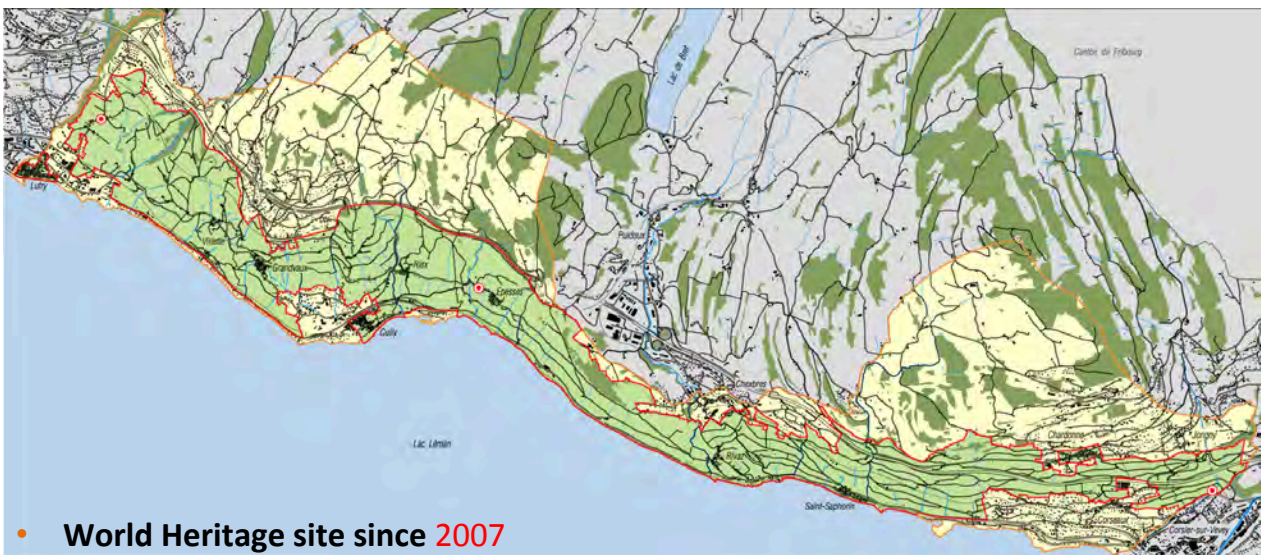 Canton de Fribourg
Lac de Bret
Lutry
Puidoux
Villette
Grandvaux
Riex
Epesses
Cully
Chexbres
Lac Léman
Chardonne
Jongny
Rivaz
Saint-Saphorin
Corseaux
Corsier-sur-Vevey
• World Heritage site since 2007